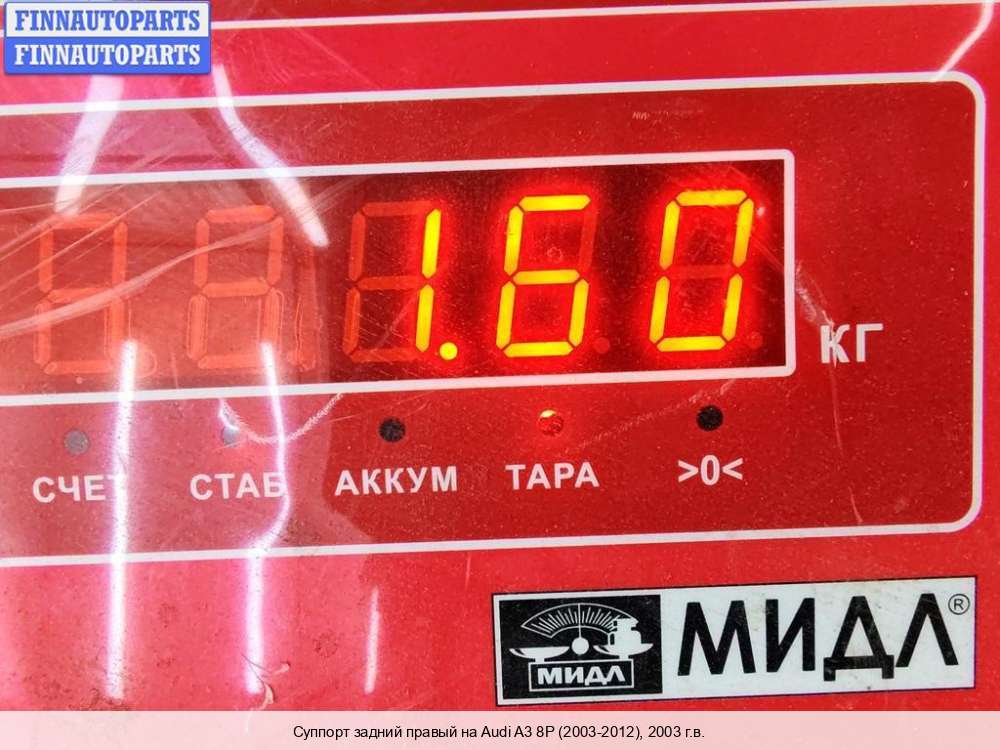 FINNAUTOPARTS
FINNAUTOPARTS
1.60
КГ
СЧЕТ СТАБ АККУМ ТАРА >0<
МИДЛ МИДЛ®
Суппорт задний правый на Audi A3 8P (2003-2012), 2003 г.в.